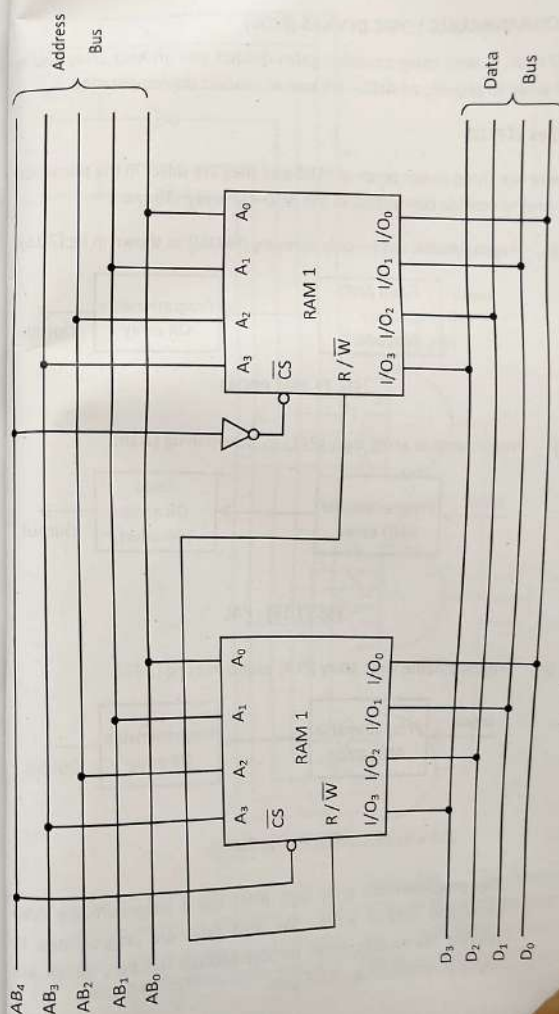 Address
Bus
AB₄
AB₃
AB₂
AB₁
AB₀
A₃ A₂ A₁ A₀
CS̅
RAM 1
R / W̅
I/O₃ I/O₂ I/O₁ I/O₀
A₃ A₂ A₁ A₀
CS̅
RAM 1
R / W̅
I/O₃ I/O₂ I/O₁ I/O₀
D₃
D₂
D₁
D₀
Data
Bus